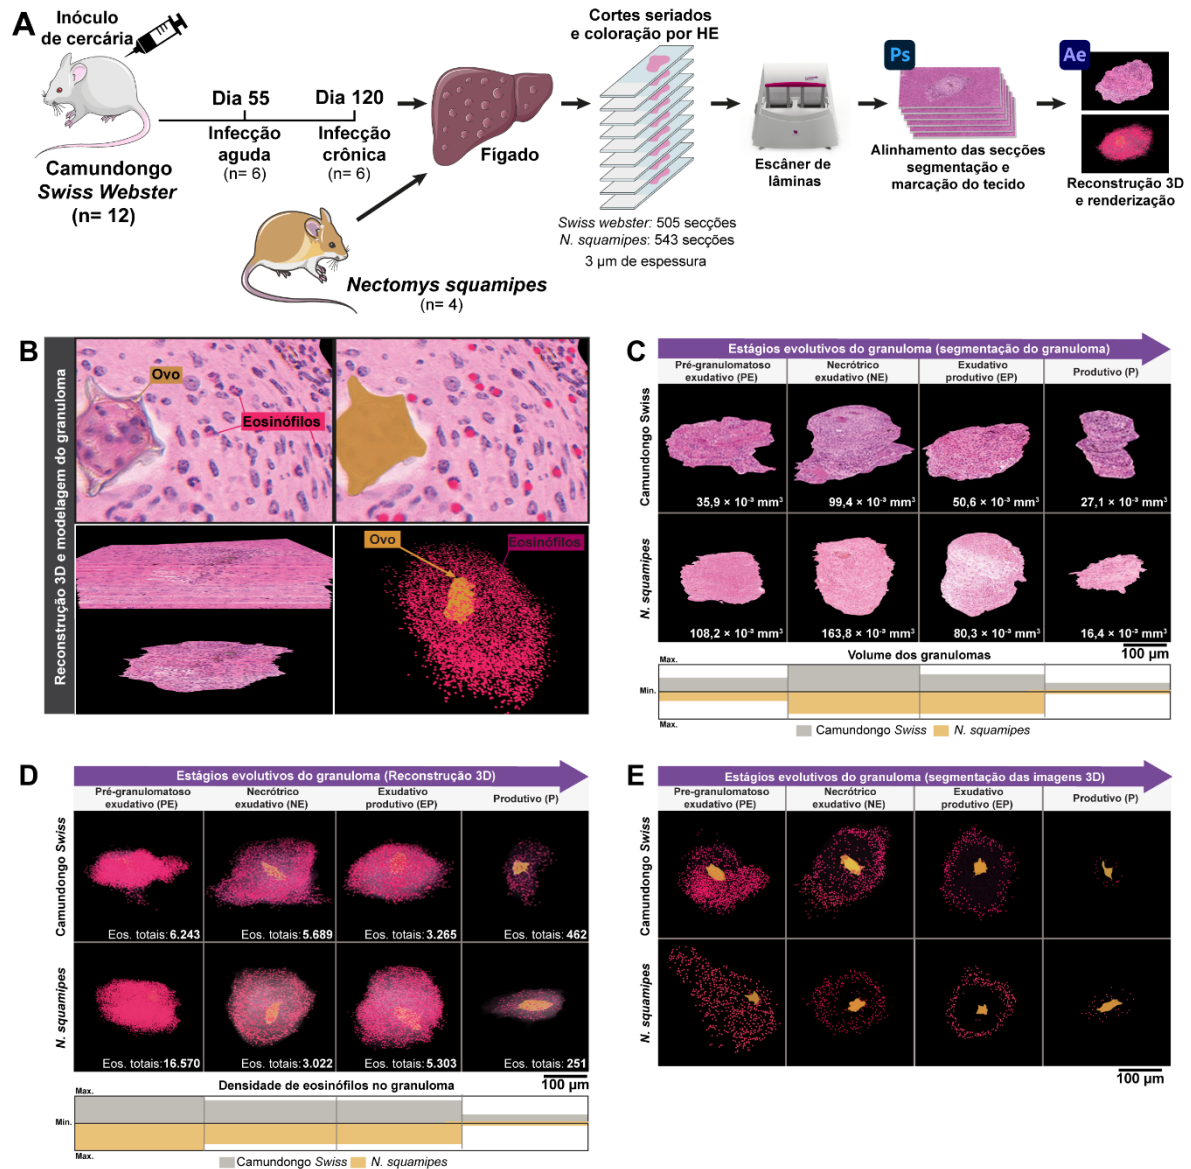 A
Inóculo
de cercária
Dia 55
Dia 120
Infecção
aguda
(n= 6)
Infecção
crônica
(n= 6)
Camundongo
Swiss Webster
(n= 12)
Nectomys squamipes
(n= 4)
Fígado
Cortes seriados
e coloração por HE
Swiss webster: 505 secções
N. squamipes: 543 secções
3 µm de espessura
Escâner de
lâminas
Ps
Alinhamento das secções
segmentação e
marcação do tecido
Ae
Reconstrução 3D
e renderização
B
Reconstrução 3D e modelagem do granuloma
Ovo
Eosinófilos
Ovo
Eosinófilos
C
Estágios evolutivos do granuloma (segmentação do granuloma)
Pré-granulomatoso
exudativo (PE)
Necrótrico
exudativo (NE)
Exudativo
produtivo (EP)
Produtivo (P)
Camundongo Swiss
35,9 × 10⁻³ mm³
99,4 × 10⁻³ mm³
50,6 × 10⁻³ mm³
27,1 × 10⁻³ mm³
N. squamipes
108,2 × 10⁻³ mm³
163,8 × 10⁻³ mm³
80,3 × 10⁻³ mm³
16,4 × 10⁻³ mm³
100 µm
Volume dos granulomas
Max.
Min.
Max.
Camundongo Swiss
N. squamipes
D
Estágios evolutivos do granuloma (Reconstrução 3D)
Pré-granulomatoso
exudativo (PE)
Necrótrico
exudativo (NE)
Exudativo
produtivo (EP)
Produtivo (P)
Camundongo Swiss
Eos. totais: 6.243
Eos. totais: 5.689
Eos. totais: 3.265
Eos. totais: 462
N. squamipes
Eos. totais: 16.570
Eos. totais: 3.022
Eos. totais: 5.303
Eos. totais: 251
100 µm
Densidade de eosinófilos no granuloma
Max.
Min.
Max.
Camundongo Swiss
N. squamipes
E
Estágios evolutivos do granuloma (segmentação das imagens 3D)
Pre-granulomatoso
exudativo (PE)
Necrótrico
exudativo (NE)
Exudativo
produtivo (EP)
Produtivo (P)
Camundongo Swiss
N. squamipes
100 µm